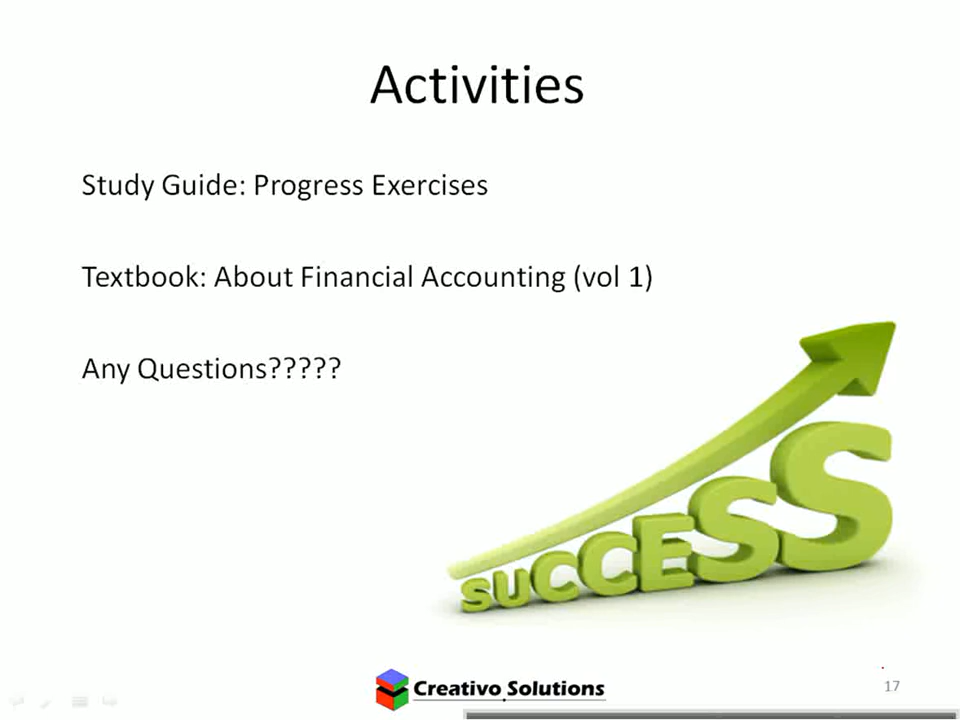 Activities
Study Guide: Progress Exercises
Textbook: About Financial Accounting (vol 1)
Any Questions?????
SUCCESS
Creativo Solutions
17